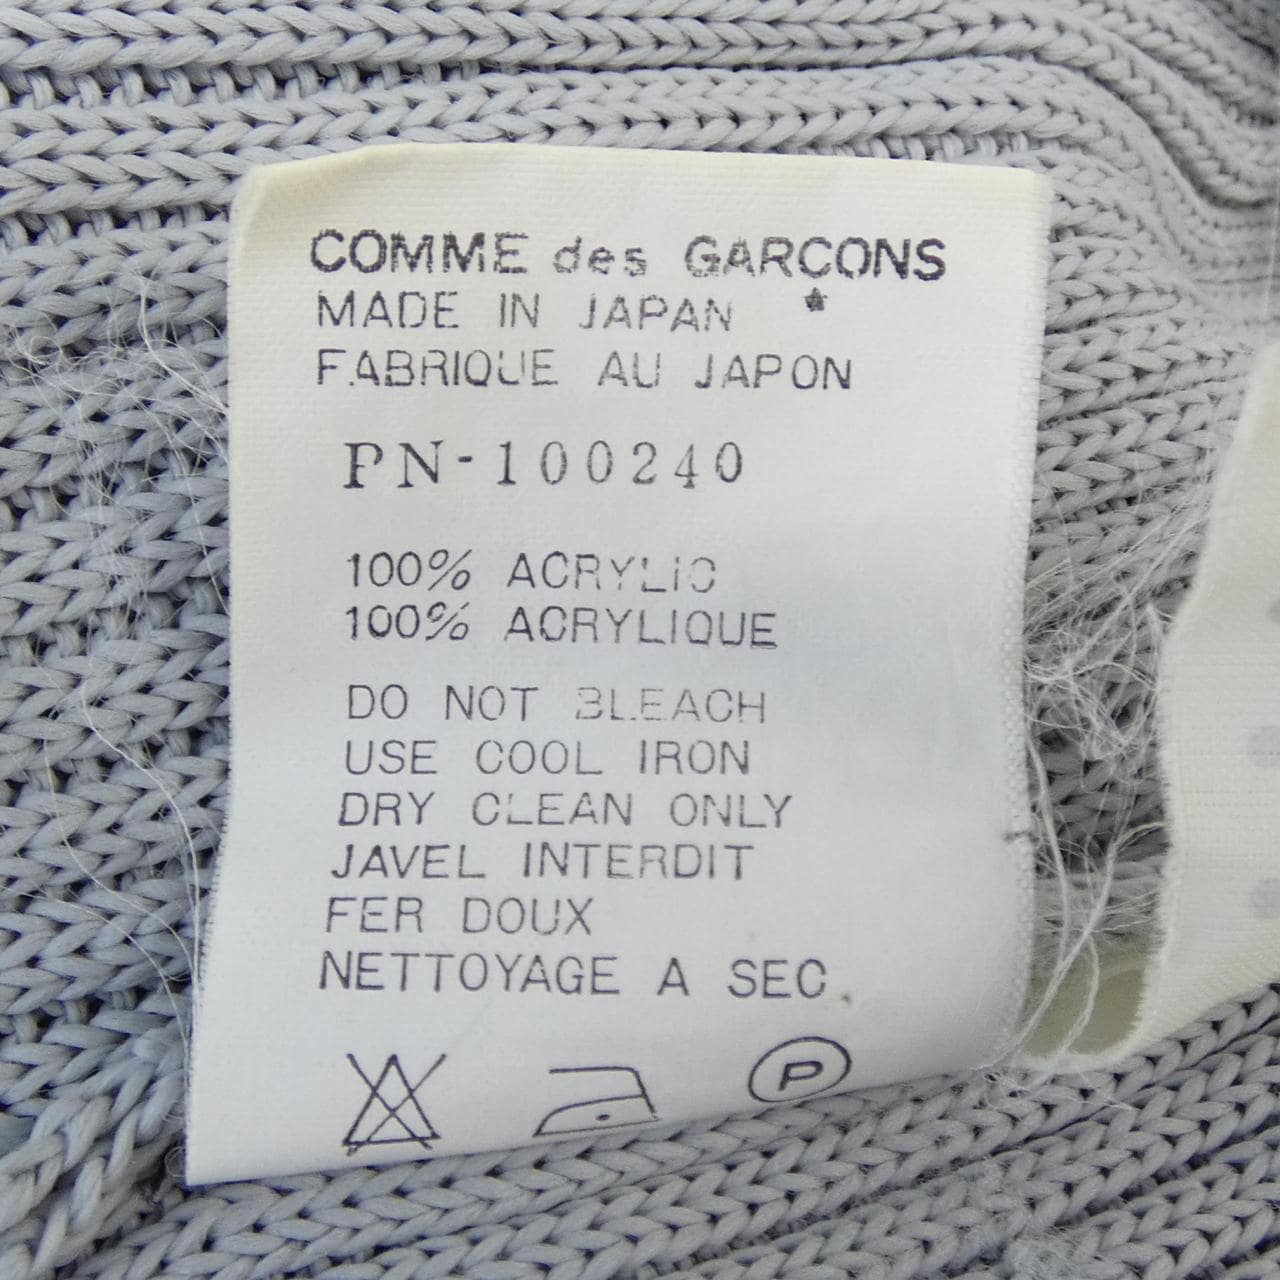 COMME des GARÇONS
MADE IN JAPAN *
FABRIQUE AU JAPON
PN-100240
100% ACRYLIC
100% ACRYLIQUE
DO NOT BLEACH
USE COOL IRON
DRY CLEAN ONLY
JAVEL INTERDIT
FER DOUX
NETTOYAGE A SEC.
P